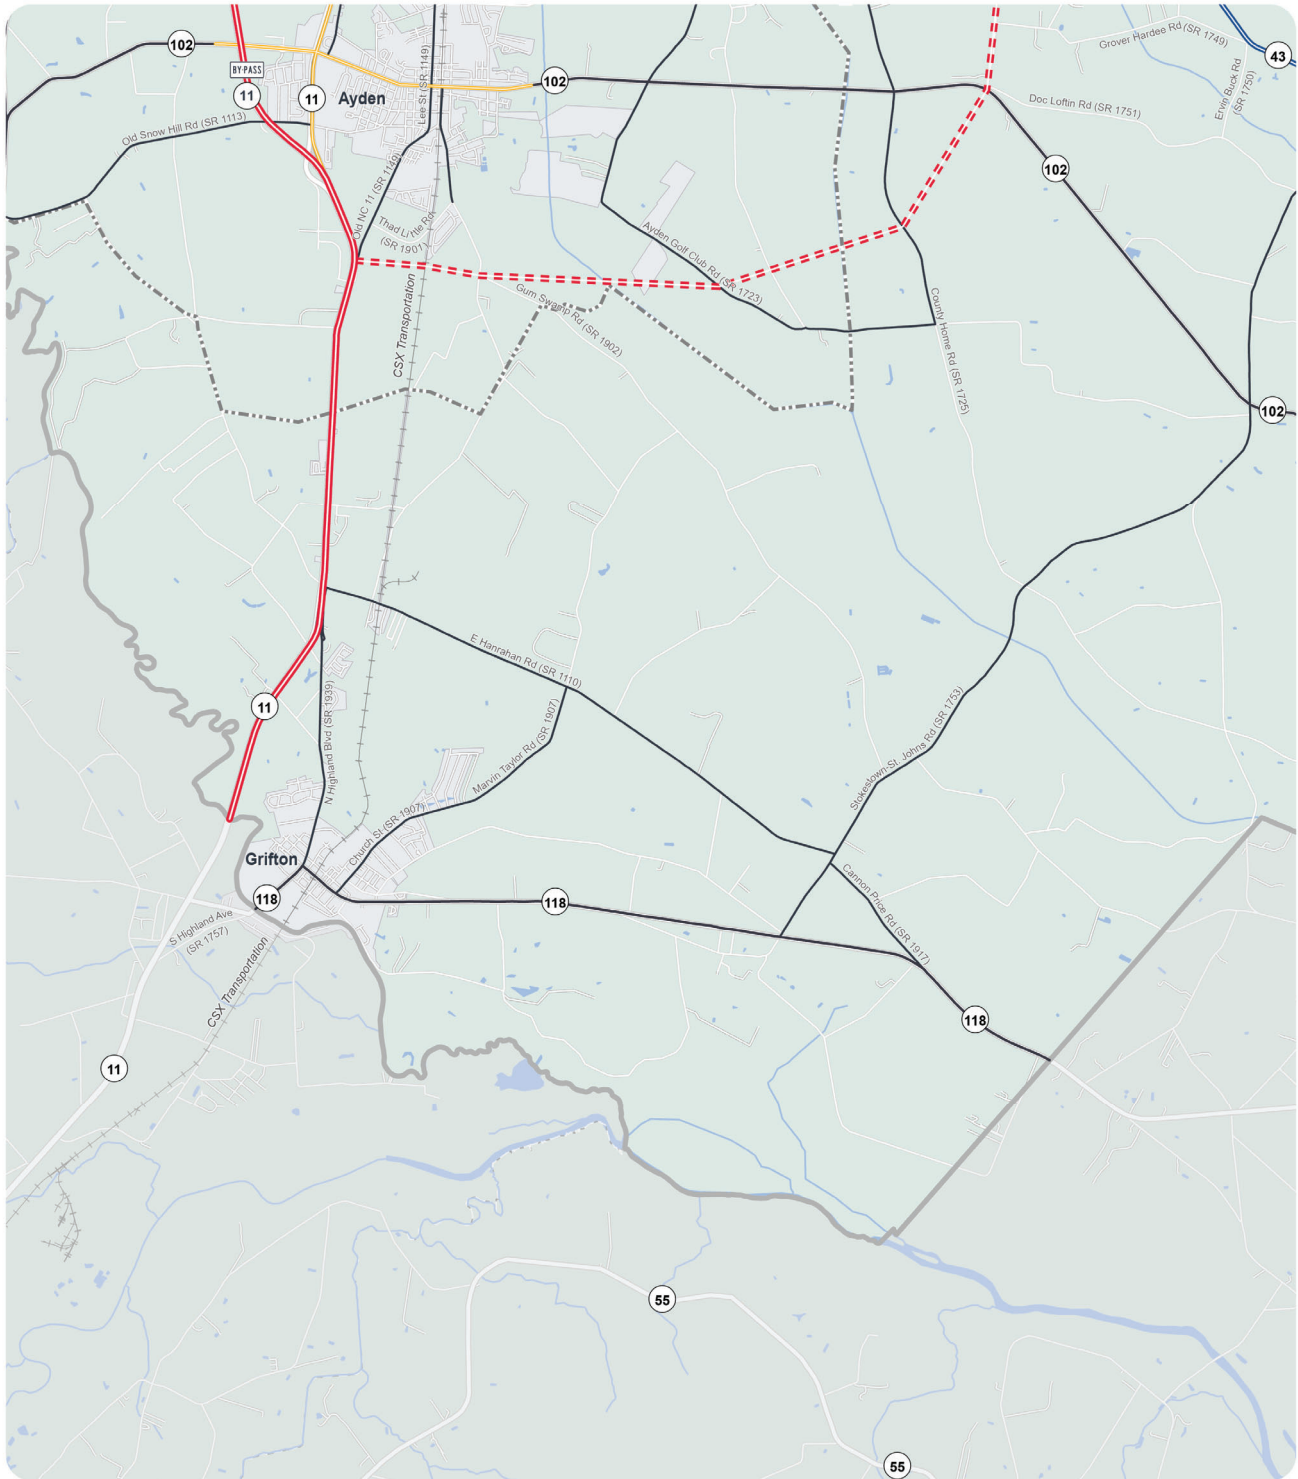 Grover Hardee Rd (SR 1749)
102
43
BY-PASS
11
11
Ayden
Lee St (SR 1149)
102
Doc Loftin Rd (SR 1751)
Ervin Buck Rd
(SR 1750)
Old Snow Hill Rd (SR 1113)
102
Old NC 11 (SR 1149)
Thad Little Rd
(SR 1901)
Ayden Golf Club Rd (SR 1723)
CSX Transportation
Gum Swamp Rd (SR 1902)
County Home Rd (SR 1725)
102
E Hanrahan Rd (SR 1110)
11
N Highland Blvd (SR 1939)
Marvin Taylor Rd (SR 1907)
Stokestown-St. Johns Rd (SR 1753)
Church St (SR 1907)
Grifton
Cannon Price Rd (SR 1917)
118
118
S Highland Ave
(SR 1757)
CSX Transportation
118
11
55
55